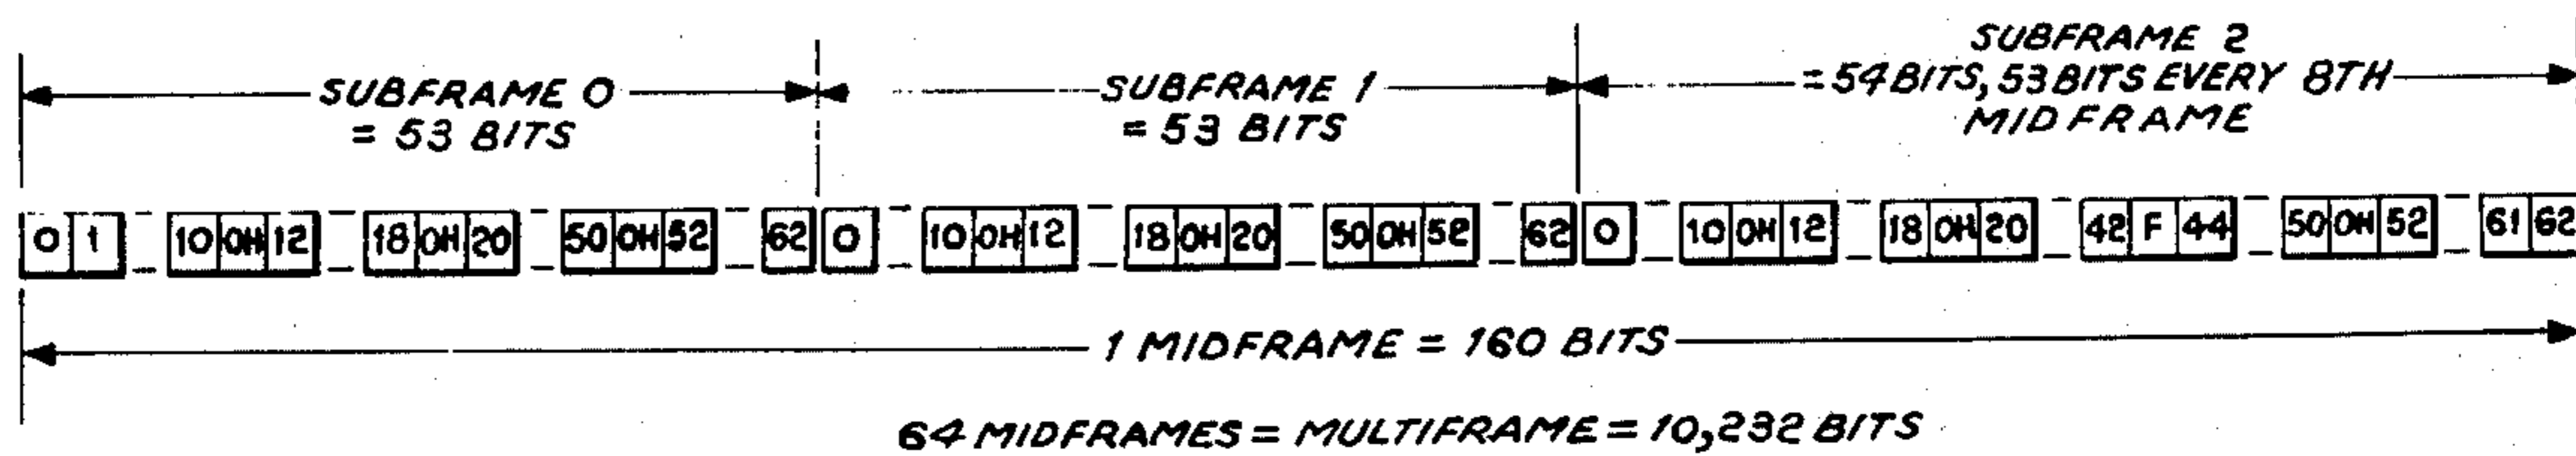 SUBFRAME 0
= 53 BITS
SUBFRAME 1
= 53 BITS
SUBFRAME 2
= 54 BITS, 53 BITS EVERY 8TH
MIDFRAME
0 1 10 OH 12 18 OH 20 50 OH 52 62 0 10 OH 12 18 OH 20 50 OH 52 62 0 10 OH 12 18 OH 20 42 F 44 50 OH 52 61 62
1 MIDFRAME = 160 BITS
64 MIDFRAMES = MULTIFRAME = 10,232 BITS